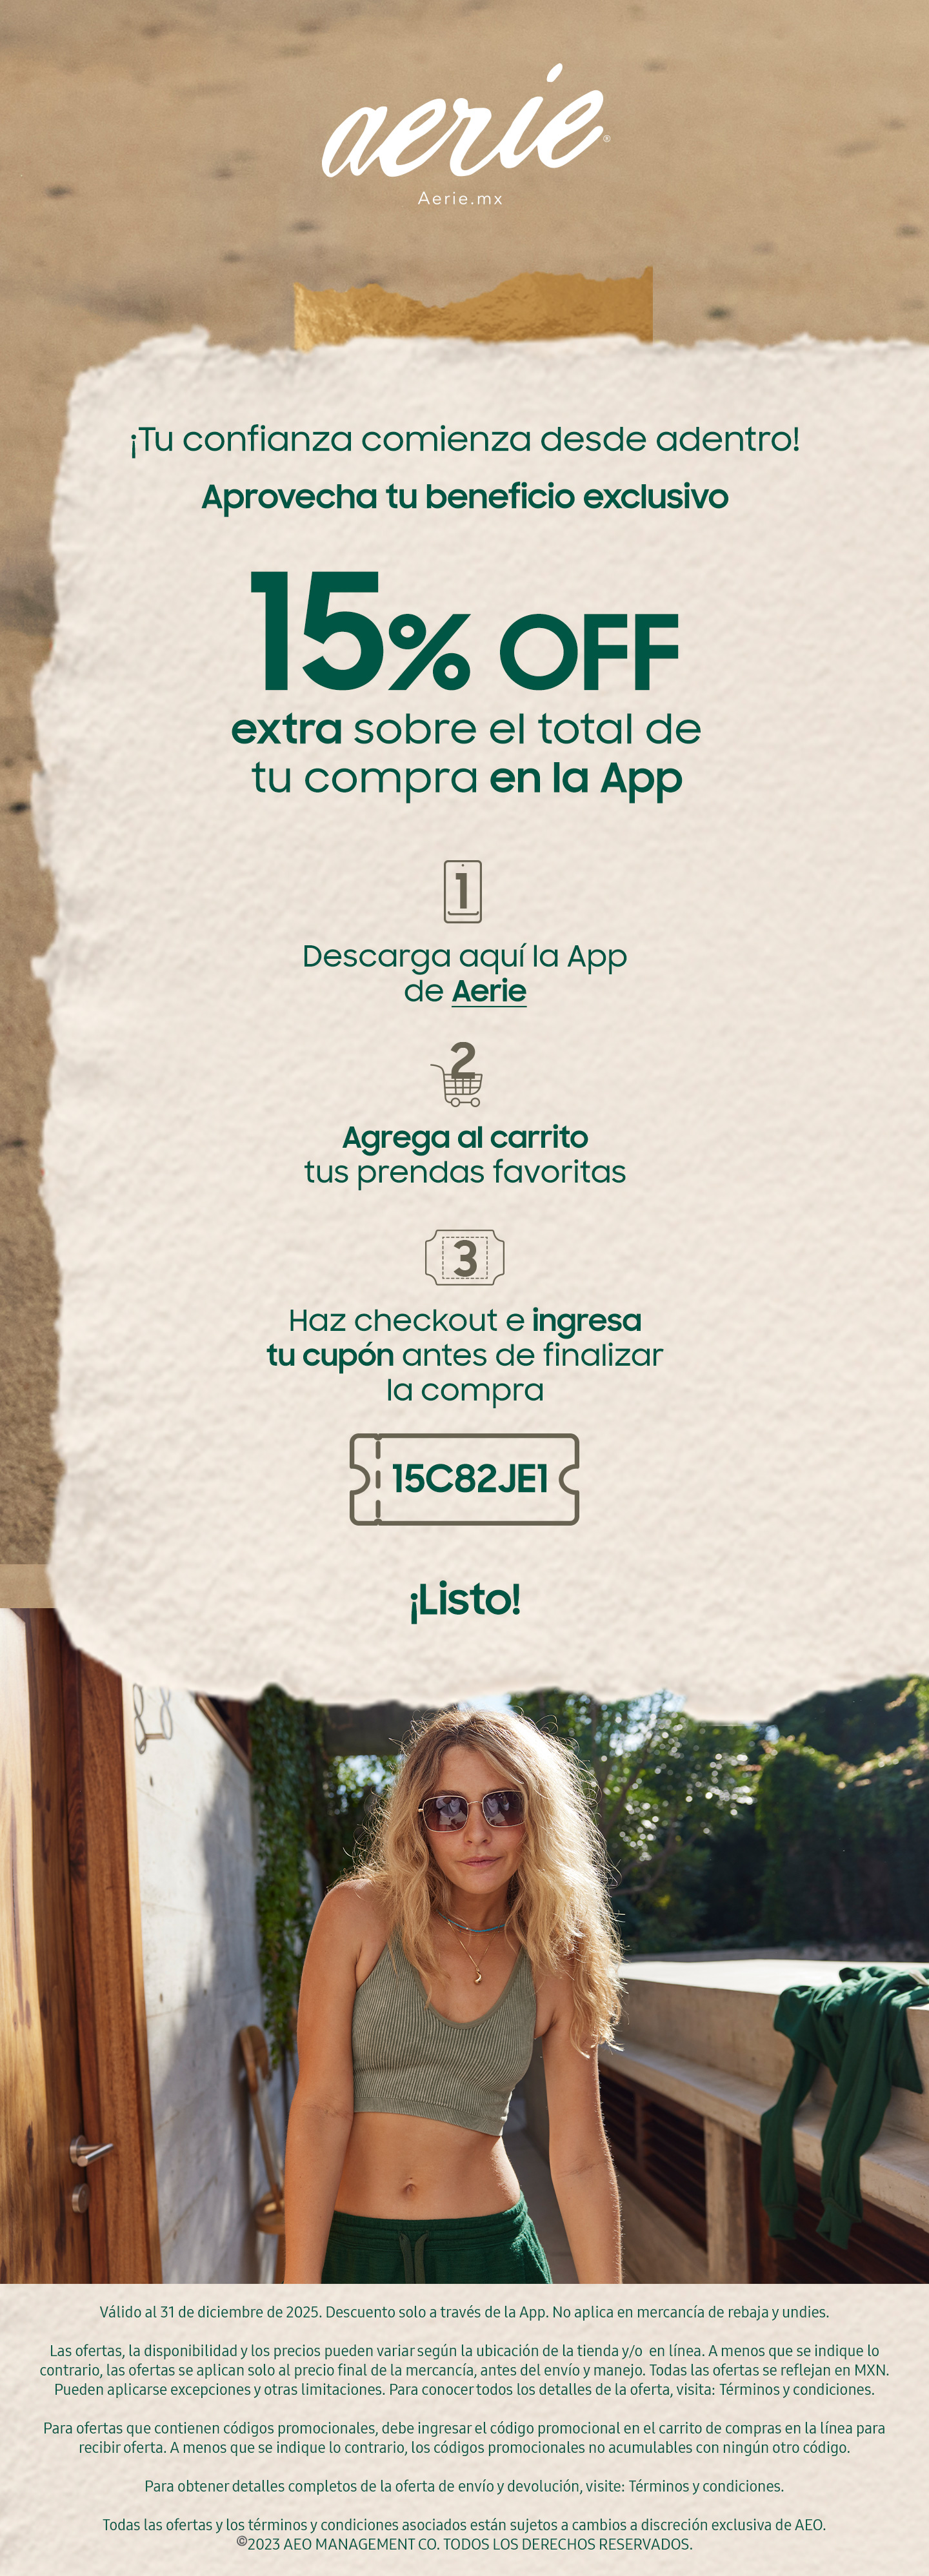 aerie®
Aerie.mx
¡Tu confianza comienza desde adentro!
Aprovecha tu beneficio exclusivo
15% OFF
extra sobre el total de
tu compra en la App
1
Descarga aquí la App
de Aerie
2
Agrega al carrito
tus prendas favoritas
3
Haz checkout e ingresa
tu cupón antes de finalizar
la compra
15C82JE1
¡Listo!
Válido al 31 de diciembre de 2025. Descuento solo a través de la App. No aplica en mercancía de rebaja y undies.
Las ofertas, la disponibilidad y los precios pueden variar según la ubicación de la tienda y/o en línea. A menos que se indique lo
contrario, las ofertas se aplican solo al precio final de la mercancía, antes del envío y manejo. Todas las ofertas se reflejan en MXN.
Pueden aplicarse excepciones y otras limitaciones. Para conocer todos los detalles de la oferta, visita: Términos y condiciones.
Para ofertas que contienen códigos promocionales, debe ingresar el código promocional en el carrito de compras en la línea para
recibir oferta. A menos que se indique lo contrario, los códigos promocionales no acumulables con ningún otro código.
Para obtener detalles completos de la oferta de envío y devolución, visite: Términos y condiciones.
Todas las ofertas y los términos y condiciones asociados están sujetos a cambios a discreción exclusiva de AEO.
©2023 AEO MANAGEMENT CO. TODOS LOS DERECHOS RESERVADOS.